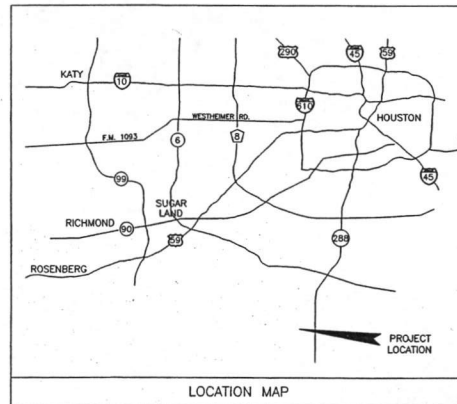 290
45
59
KATY
10
610
WESTHEIMER RD.
HOUSTON
F.M. 1093
6
8
99
45
SUGAR
LAND
RICHMOND
90
59
288
ROSENBERG
PROJECT
LOCATION
LOCATION MAP